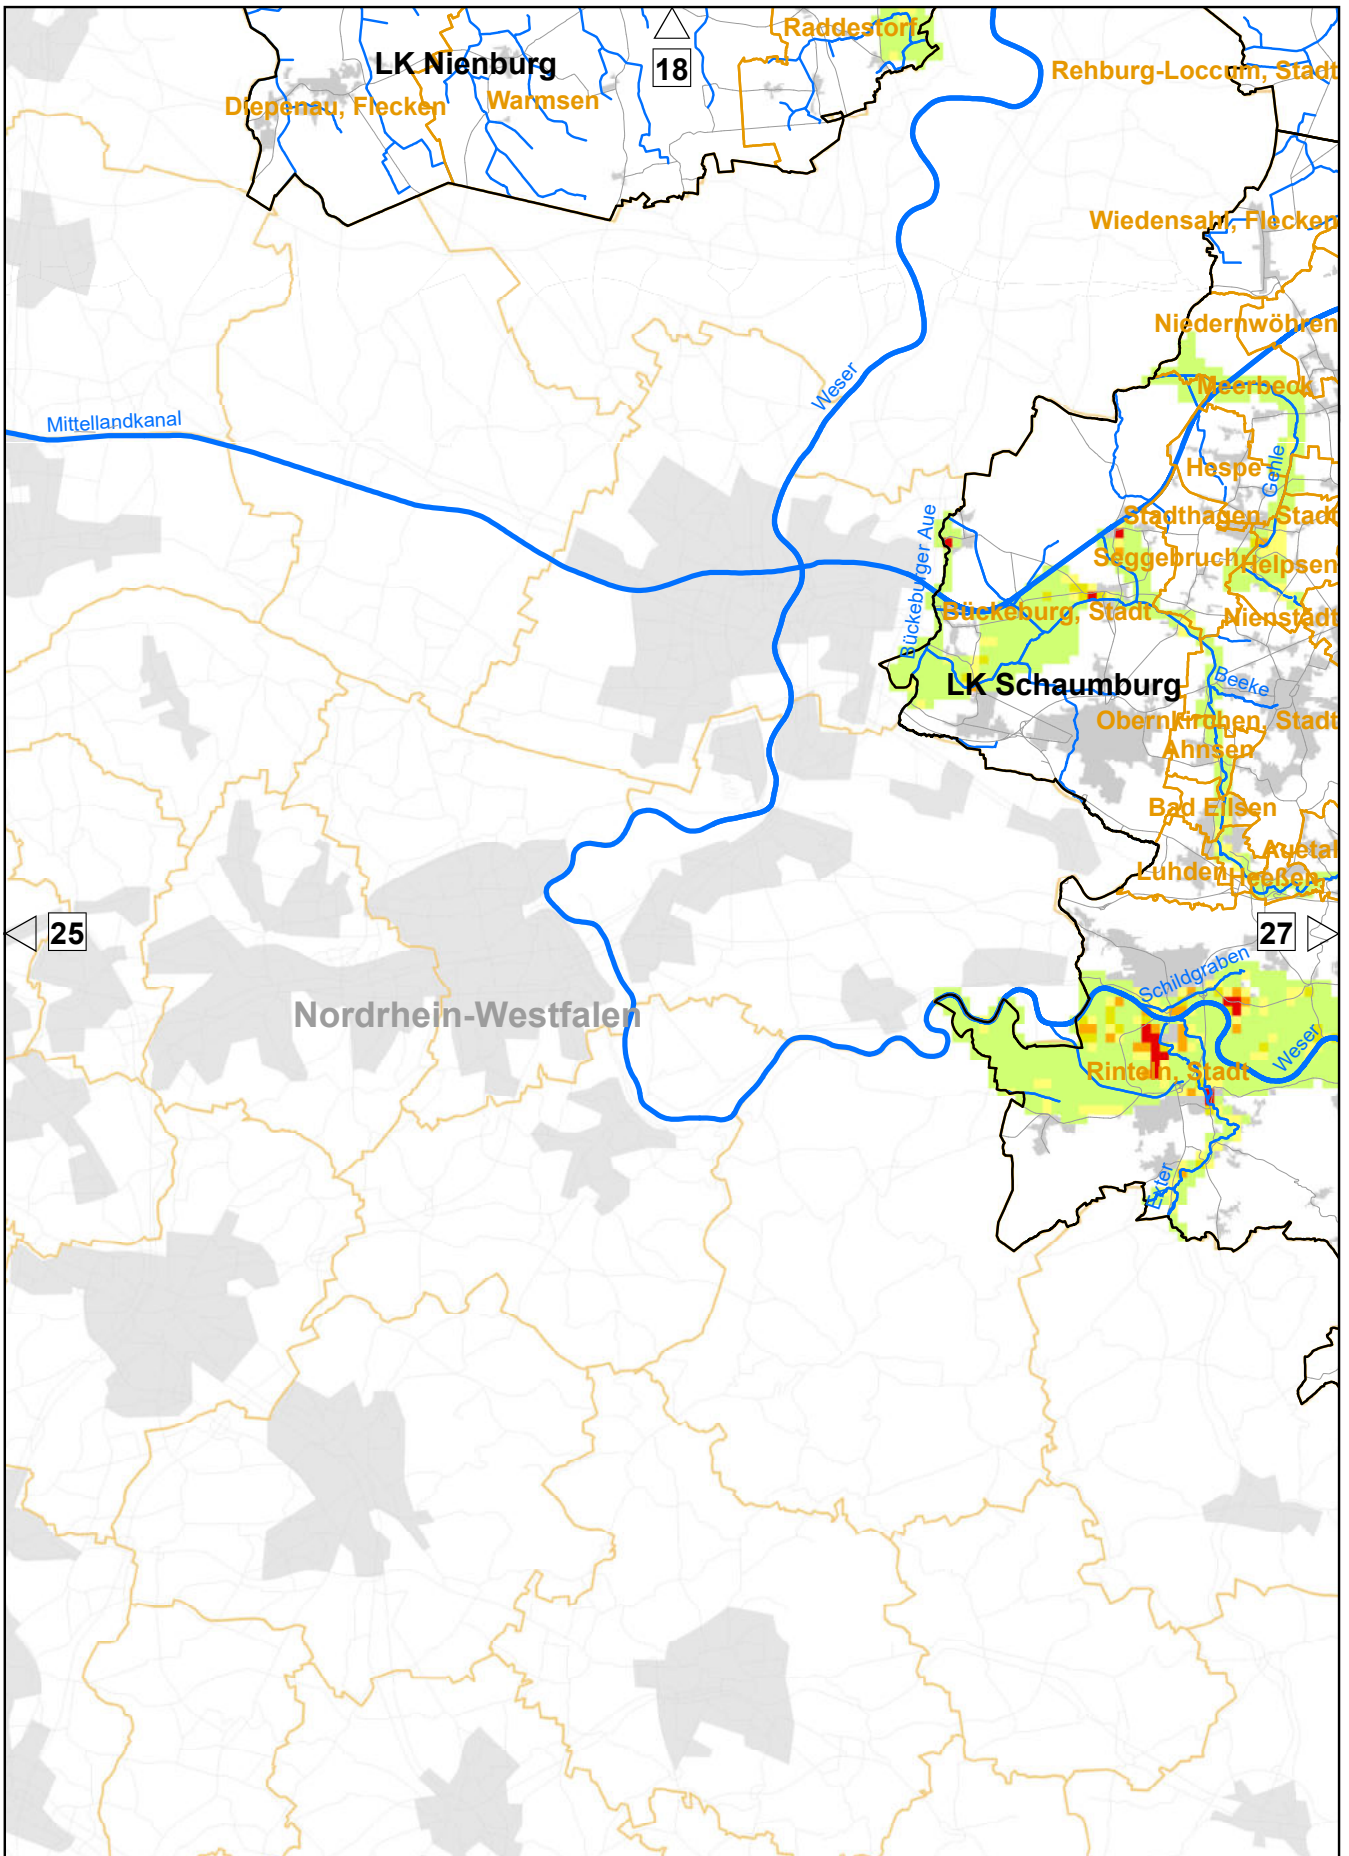 Raddestorf
LK Nienburg
18
Rehburg-Loccum, Stadt
Diepenau, Flecken
Warmsen
Wiedensahl, Flecken
Niedernwöhren
Weser
Meerbeck
Mittellandkanal
Hespe
Gehle
Stadthagen, Stadt
Bückeburger Aue
Seggebruch
Helpsen
Bückeburg, Stadt
Nienstädt
LK Schaumburg
Beeke
Obernkirchen, Stadt
Ahnsen
Bad Eilsen
Auetal
Luhden
Heeßen
25
27
Schildgraben
Nordrhein-Westfalen
Weser
Rinteln, Stadt
Exter